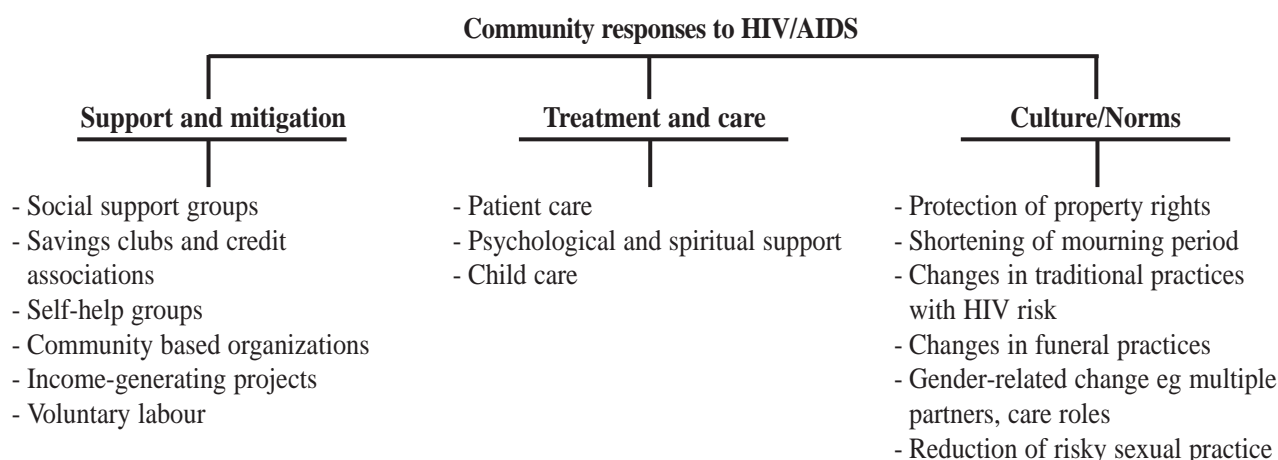 Community responses to HIV/AIDS
Support and mitigation
- Social support groups
- Savings clubs and credit
associations
- Self-help groups
- Community based organizations
- Income-generating projects
- Voluntary labour
Treatment and care
- Patient care
- Psychological and spiritual support
- Child care
Culture/Norms
- Protection of property rights
- Shortening of mourning period
- Changes in traditional practices
with HIV risk
- Changes in funeral practices
- Gender-related change eg multiple
partners, care roles
- Reduction of risky sexual practice